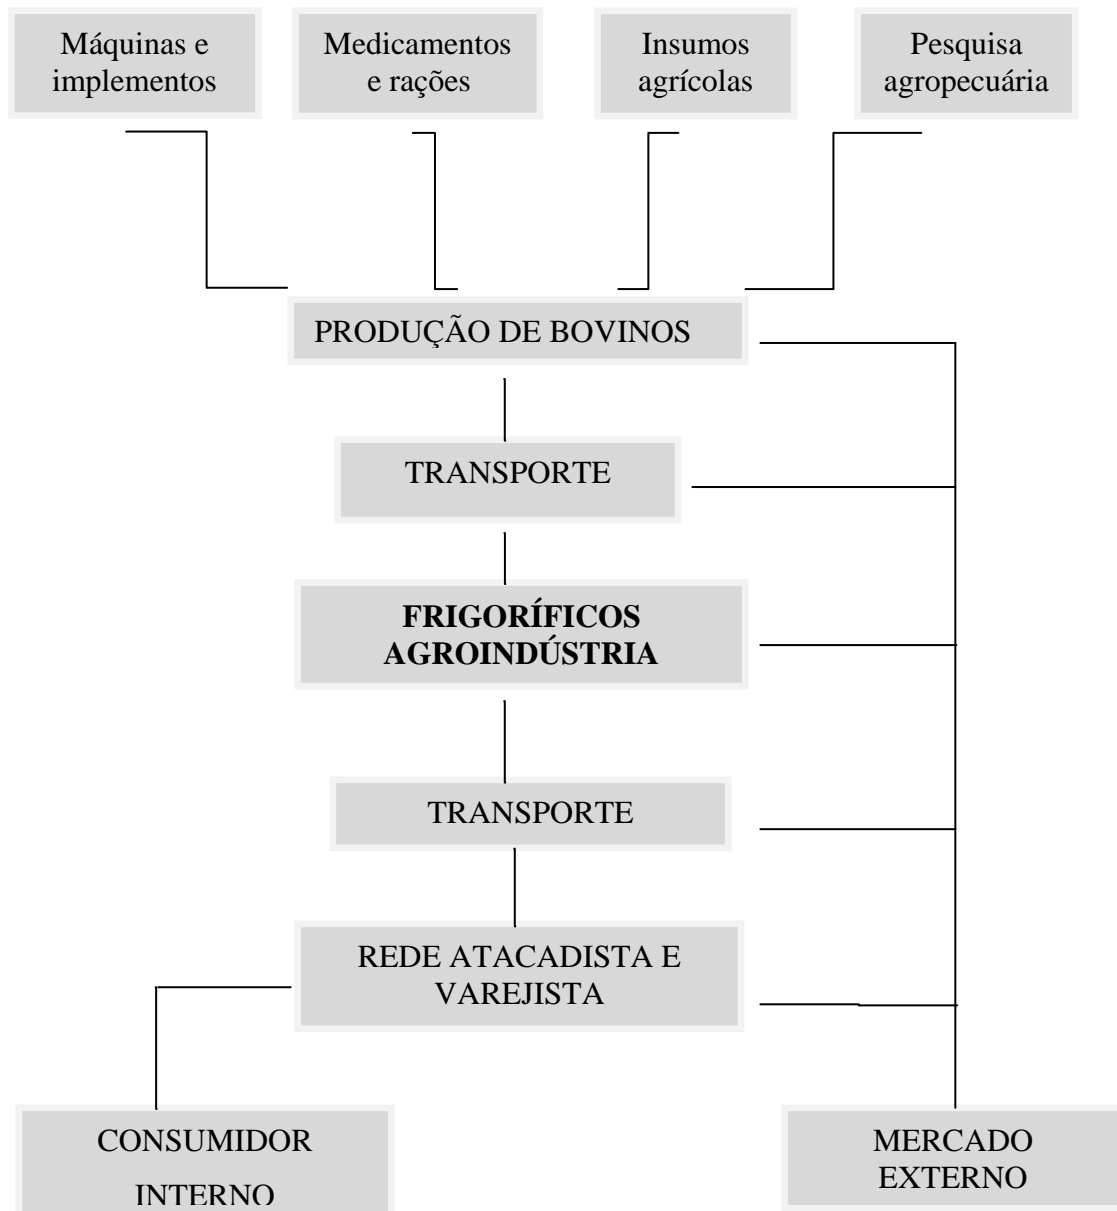 Máquinas e
implementos
Medicamentos
e rações
Insumos
agrícolas
Pesquisa
agropecuária
PRODUÇÃO DE BOVINOS
TRANSPORTE
FRIGORÍFICOS
AGROINDÚSTRIA
TRANSPORTE
REDE ATACADISTA E
VAREJISTA
CONSUMIDOR
INTERNO
MERCADO
EXTERNO